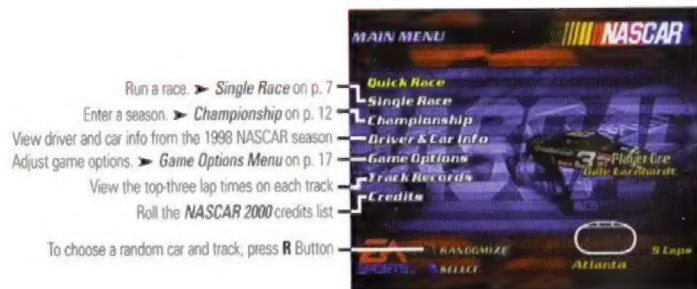 MAIN MENU
NASCAR
Quick Race
Run a race. ➤ Single Race on p. 7
Single Race
Enter a season. ➤ Championship on p. 12
Championship
View driver and car info from the 1998 NASCAR season
Driver & Car Info
Adjust game options. ➤ Game Options Menu on p. 17
Game Options
View the top-three lap times on each track
Track Records
Roll the NASCAR 2000 credits list
Credits
3 - Player One
Dale Earnhardt
To choose a random car and track, press R Button
RANDOMIZE
SELECT
EA
SPORTS
Atlanta
8 Laps